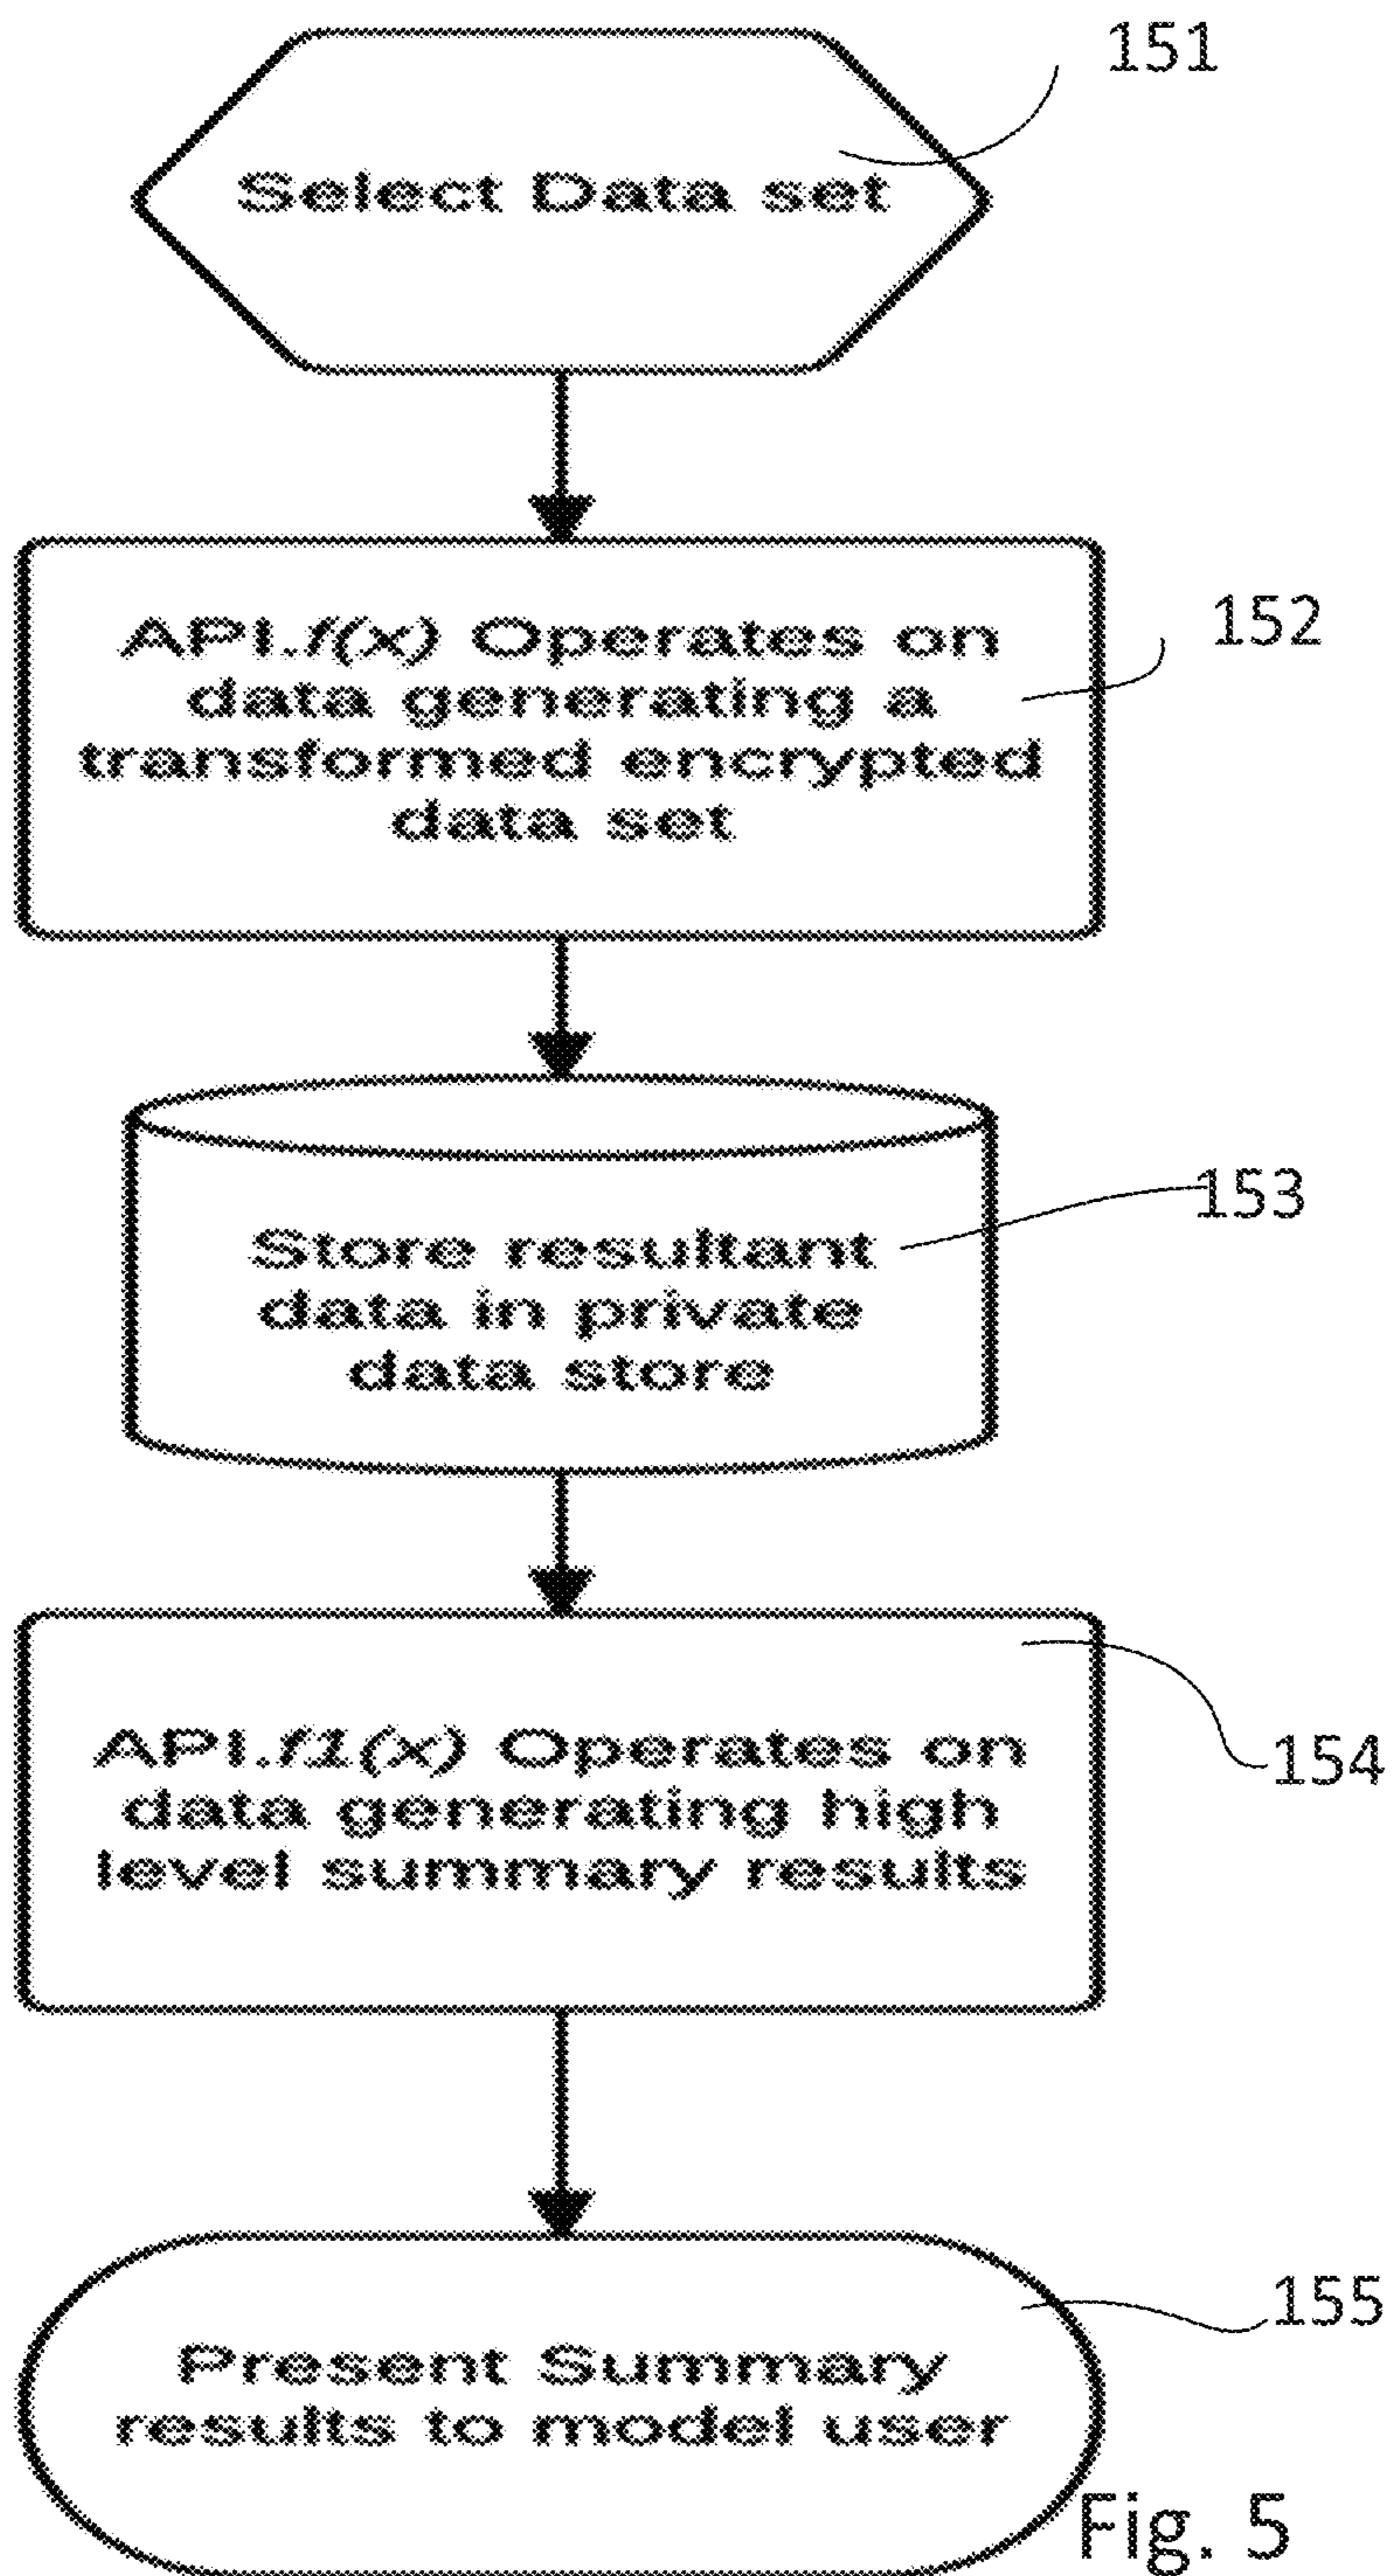 151
Select Data set
152
API.f(x) Operates on
data generating a
transformed encrypted
data set
153
Store resultant
data in private
data store
154
API.f1(x) Operates on
data generating high
level summary results
155
Present Summary
results to model user
Fig. 5